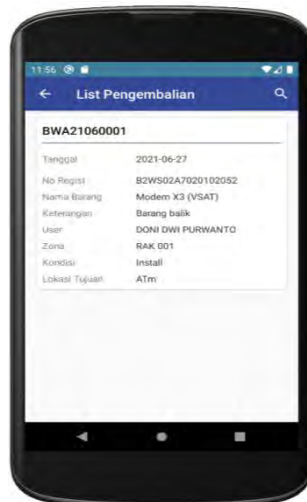 11:56
List Pengembalian
BWA21060001
Tanggal 2021-06-27
No Regist B2WS02A7020102052
Nama Barang Modem X3 (VSAT)
Keterangan Barang balik
User DONI DWI PURWANTO
Zona RAK 001
Kondisi Install
Lokasi Tujuan ATm